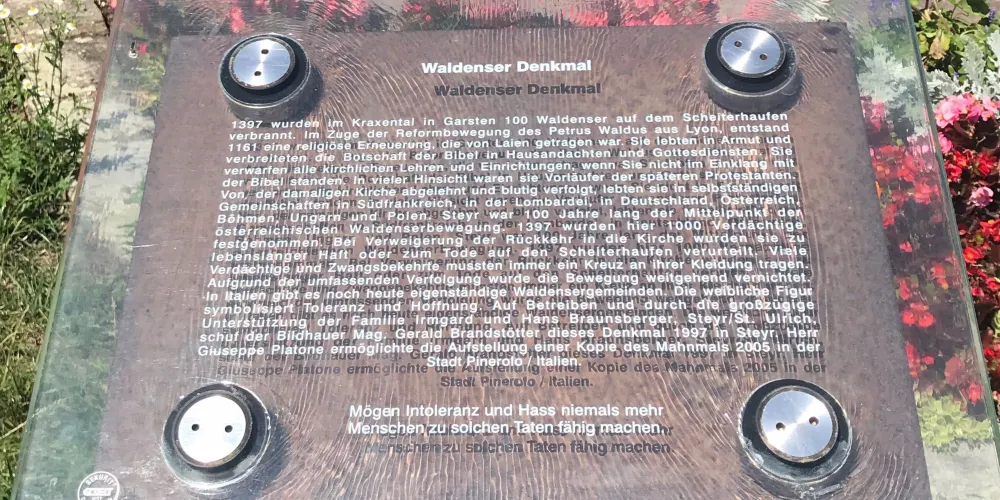 Waldenser Denkmal
1397 wurden im Kraxental in Garsten 100 Waldenser auf dem Scheiterhaufen
verbrannt. Im Zuge der Reformbewegung des Petrus Waldus aus Lyon, entstand
1161 eine religiöse Erneuerung, die von Laien getragen war. Sie lebten in Armut und
verbreiteten die Botschaft der Bibel in Hausandachten und Gottesdiensten. Sie
verwarfen alle kirchlichen Lehren und Einrichtungen, wenn Sie nicht im Einklang mit
der Bibel standen. In vieler Hinsicht waren sie Vorläufer der späteren Protestanten.
Von der damaligen Kirche abgelehnt und blutig verfolgt, lebten sie in selbstständigen
Gemeinschaften in Südfrankreich, in der Lombardei, in Deutschland, Österreich,
Böhmen, Ungarn und Polen. Steyr war 100 Jahre lang der Mittelpunkt der
österreichischen Waldenserbewegung. 1397 wurden hier 1000 Verdächtige
festgenommen. Bei Verweigerung der Rückkehr in die Kirche wurden sie zu
lebenslanger Haft oder zum Tode auf den Scheiterhaufen verurteilt. Viele
Verdächtige und Zwangsbekehrte mussten immer ein Kreuz an ihrer Kleidung tragen.
Aufgrund der umfassenden Verfolgung wurde die Bewegung weitgehend vernichtet.
In Italien gibt es noch heute eigenständige Waldensergemeinden. Die weibliche Figur
symbolisiert Toleranz und Hoffnung. Auf Betreiben und durch die großzügige
Unterstützung der Familie Irmgard und Hans Braunsberger, Steyr/St. Ulrich,
schuf der Bildhauer Mag. Gerald Brandstötter dieses Denkmal 1997 in Steyr. Herr
Giuseppe Platone ermöglichte die Aufstellung einer Kopie des Mahnmals 2005 in der
Stadt Pinerolo / Italien.
Mögen Intoleranz und Hass niemals mehr
Menschen zu solchen Taten fähig machen.